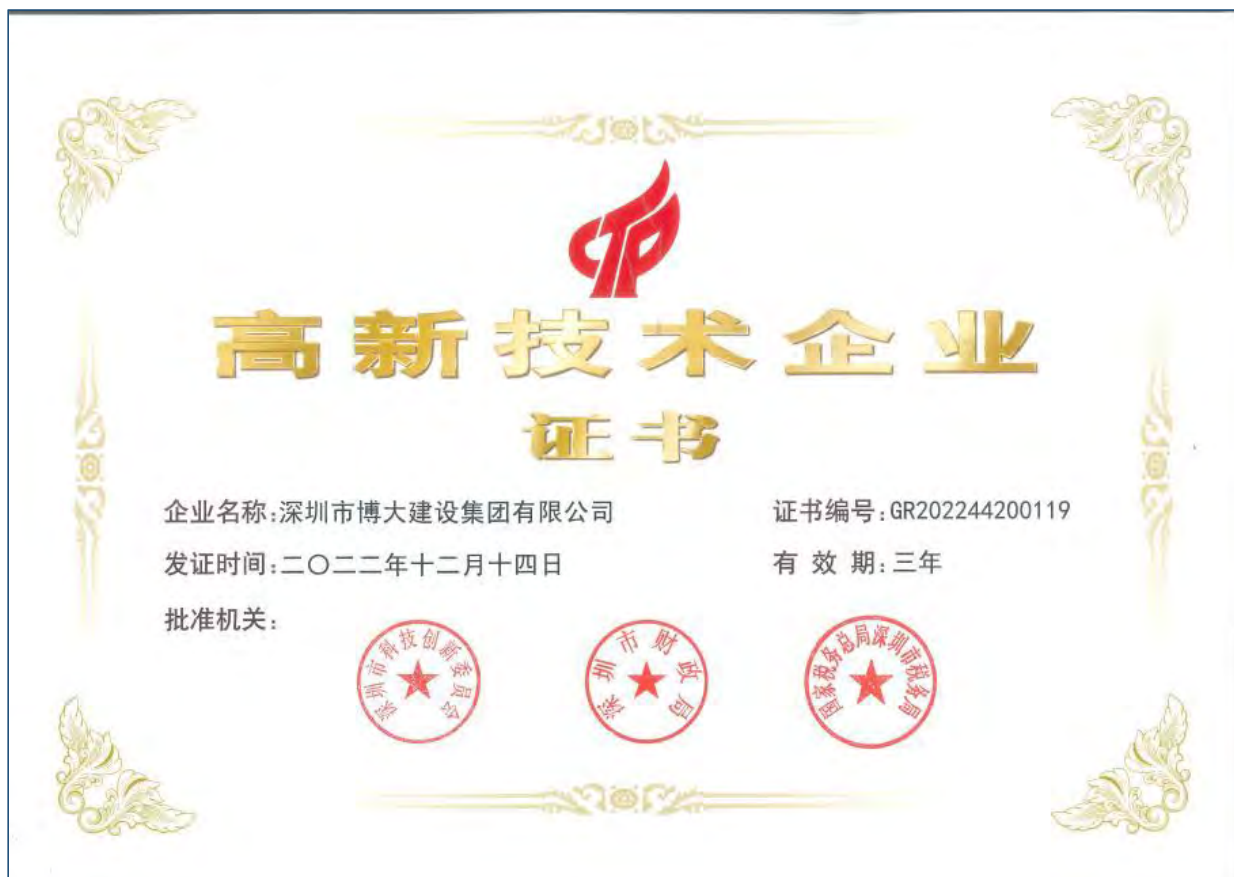 高新技术企业
证书
企业名称:深圳市博大建设集团有限公司
证书编号:GR202244200119
发证时间:二〇二二年十二月十四日
有效期:三年
批准机关:
深圳市科技创新委员会
深圳市财政局
国家税务总局深圳市税务局